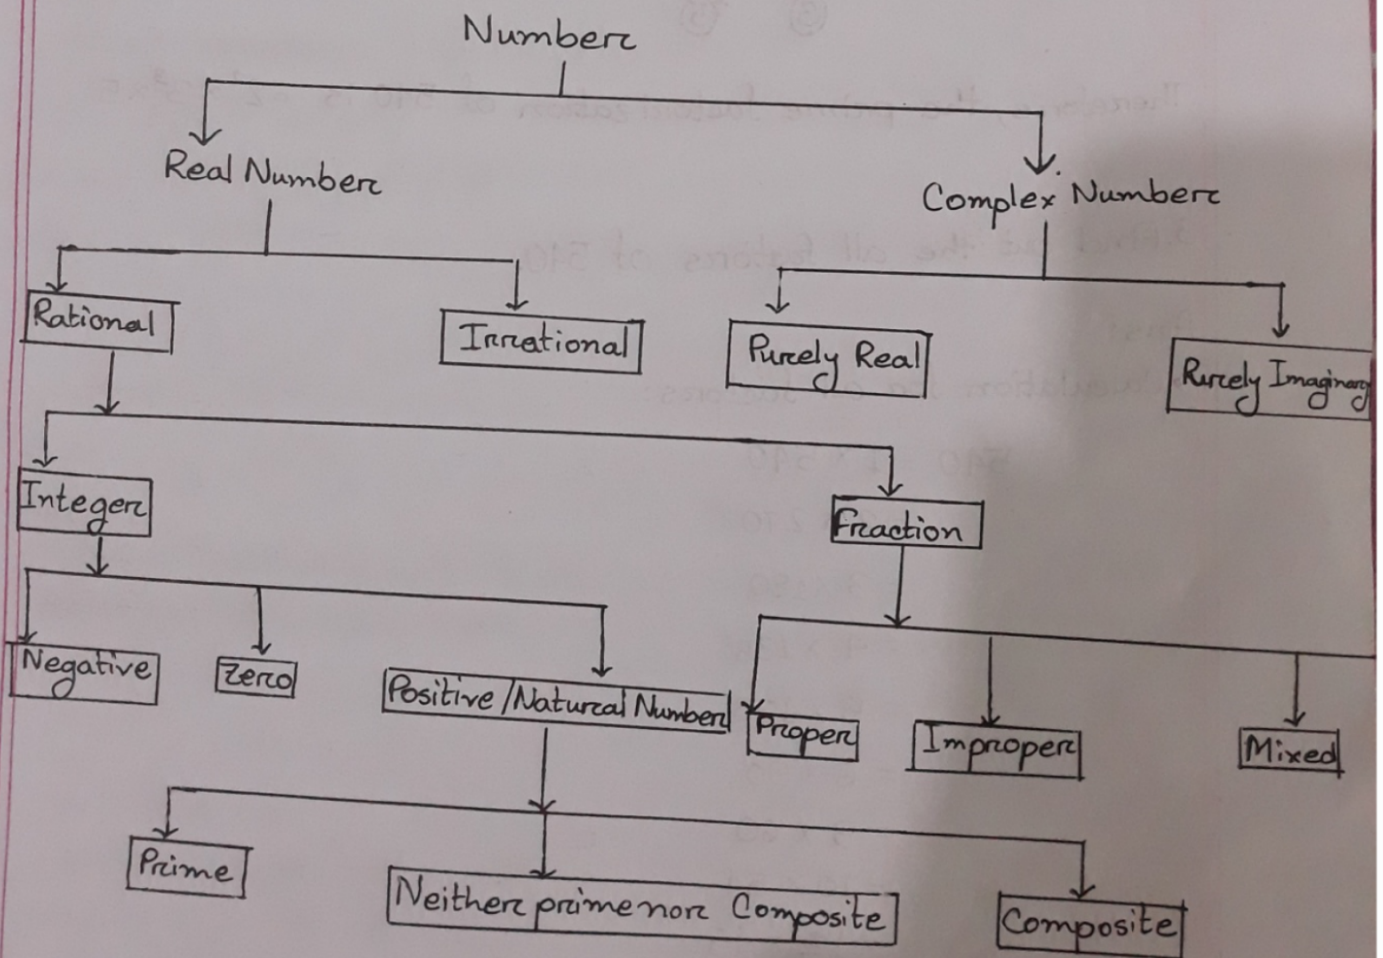 Number
Real Number
Complex Number
Rational
Irrational
Purely Real
Purely Imaginary
Integer
Fraction
Negative
Zero
Positive/Natural Number
Proper
Improper
Mixed
Prime
Neither prime nor Composite
Composite